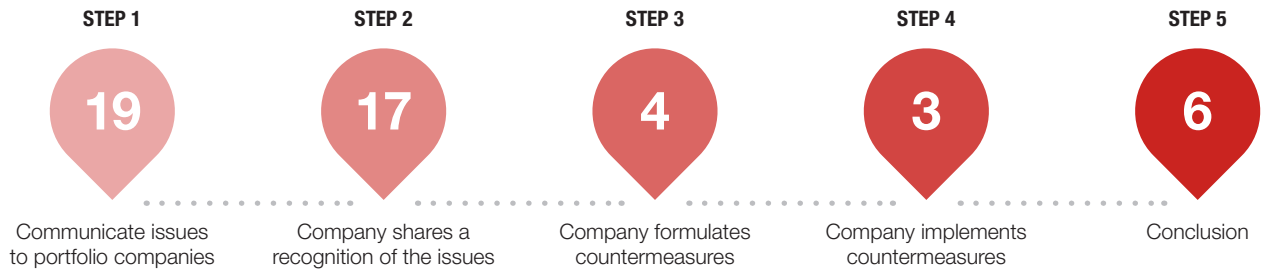 STEP 1
STEP 2
STEP 3
STEP 4
STEP 5
19
17
4
3
6
Communicate issues
to portfolio companies
Company shares a
recognition of the issues
Company formulates
countermeasures
Company implements
countermeasures
Conclusion